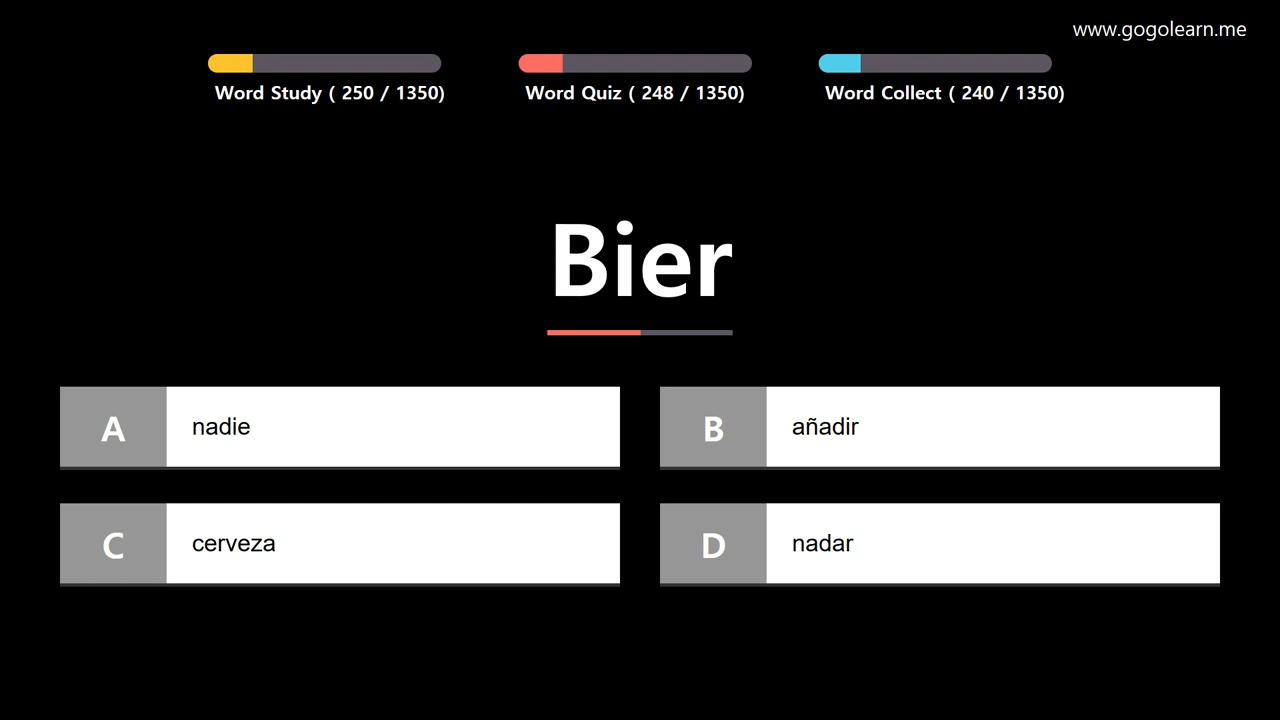 www.gogolearn.me
Word Study ( 250 / 1350)
Word Quiz ( 248 / 1350)
Word Collect ( 240 / 1350)
Bier
A nadie
B añadir
C cerveza
D nadar